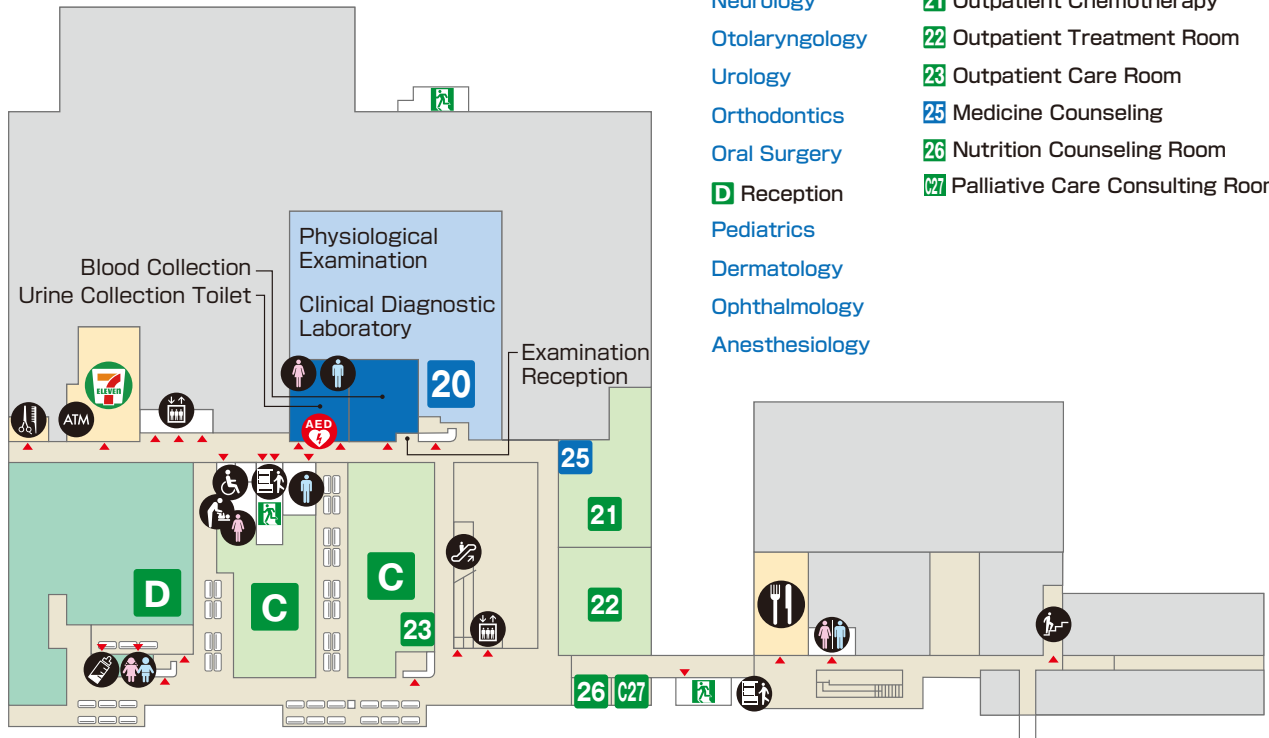 Neurology
Otolaryngology
Urology
Orthodontics
Oral Surgery
D Reception
Pediatrics
Dermatology
Ophthalmology
Anesthesiology
21 Outpatient Chemotherapy
22 Outpatient Treatment Room
23 Outpatient Care Room
25 Medicine Counseling
26 Nutrition Counseling Room
C27 Palliative Care Consulting Room
Physiological
Examination
Clinical Diagnostic
Laboratory
Blood Collection
Urine Collection Toilet
Examination
Reception
20
7
ELEVEN
ATM
AED
25
21
22
D
C
C
23
26
C27